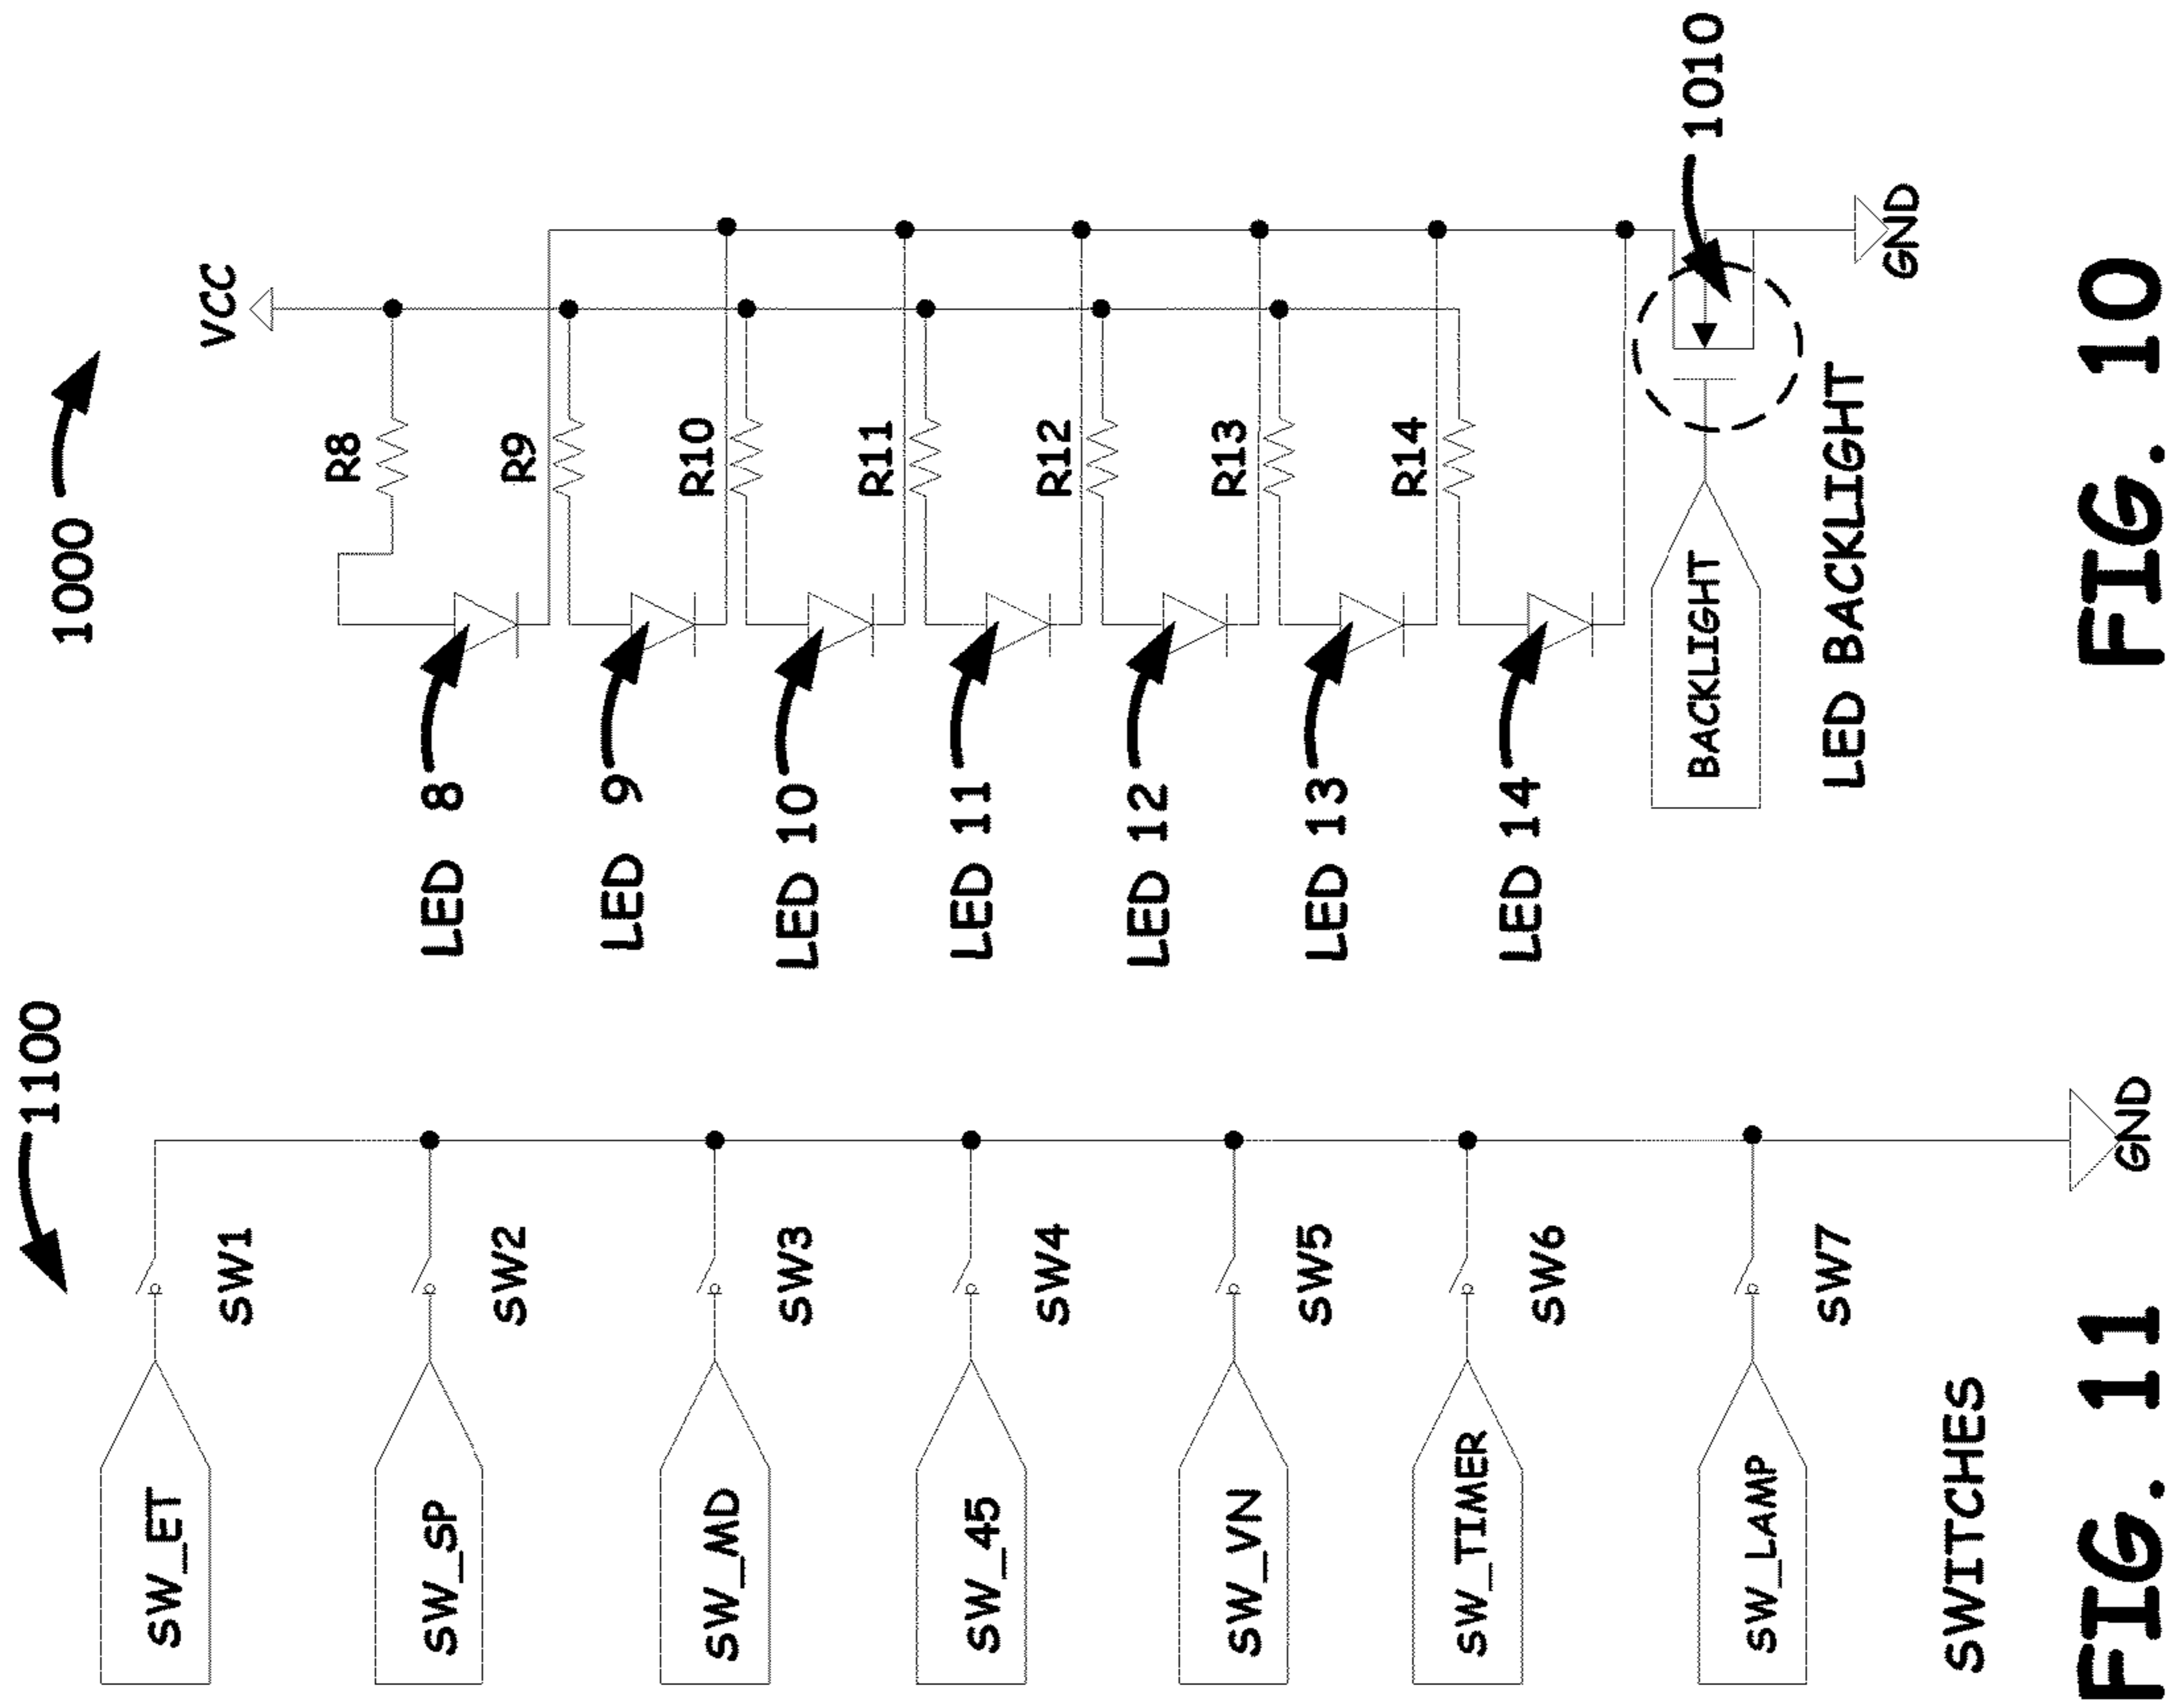 1100
SW_ET
SW1
SW_SP
SW2
SW_MD
SW3
SW_45
SW4
SW_VN
SW5
SW_TIMER
SW6
SW_LAMP
SW7
GND
SWITCHES
FIG. 11
1000
VCC
R8
LED 8
R9
LED 9
R10
LED 10
R11
LED 11
R12
LED 12
R13
LED 13
R14
LED 14
1010
BACKLIGHT
GND
LED BACKLIGHT
FIG. 10